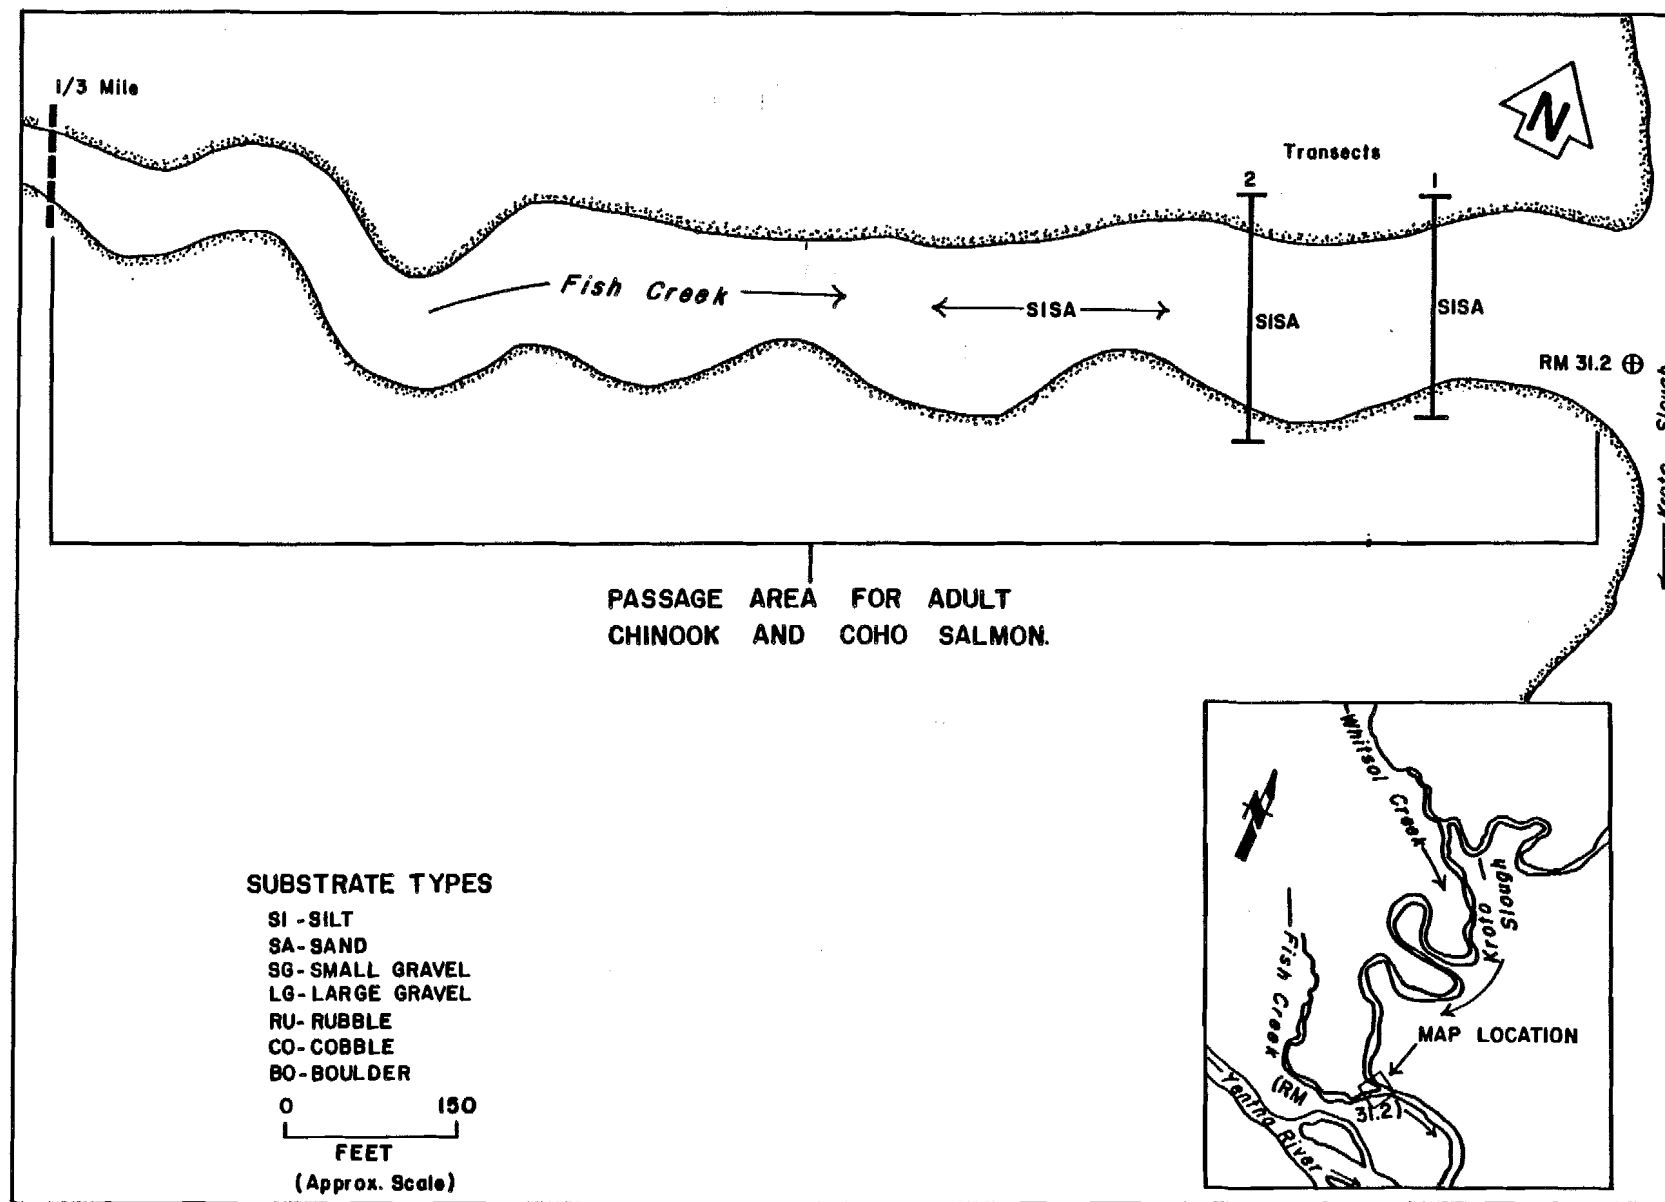 1/3 Mile
N
Transects
2
1
Fish Creek
SISA
SISA
SISA
RM 31.2
Kroto Slough
PASSAGE AREA FOR ADULT
CHINOOK AND COHO SALMON.
SUBSTRATE TYPES
SI - SILT
SA - SAND
SG - SMALL GRAVEL
LG - LARGE GRAVEL
RU - RUBBLE
CO - COBBLE
BO - BOULDER
0 150
FEET
(Approx. Scale)
Whitsol Creek
N
Kroto
Slough
Fish Creek
MAP LOCATION
(RM
31.2)
Yentna River